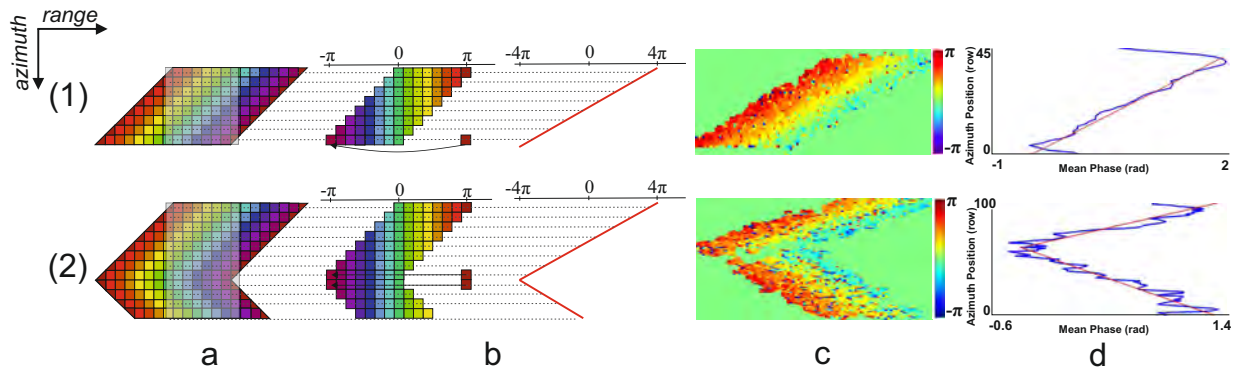 range
azimuth
(1)
-π 0 π
-4π 0 4π
π
-π
Azimuth Position (row)
45
0
-1 Mean Phase (rad) 2
(2)
-π 0 π
-4π 0 4π
π
-π
Azimuth Position (row)
100
0
-0.6 Mean Phase (rad) 1.4
a b c d